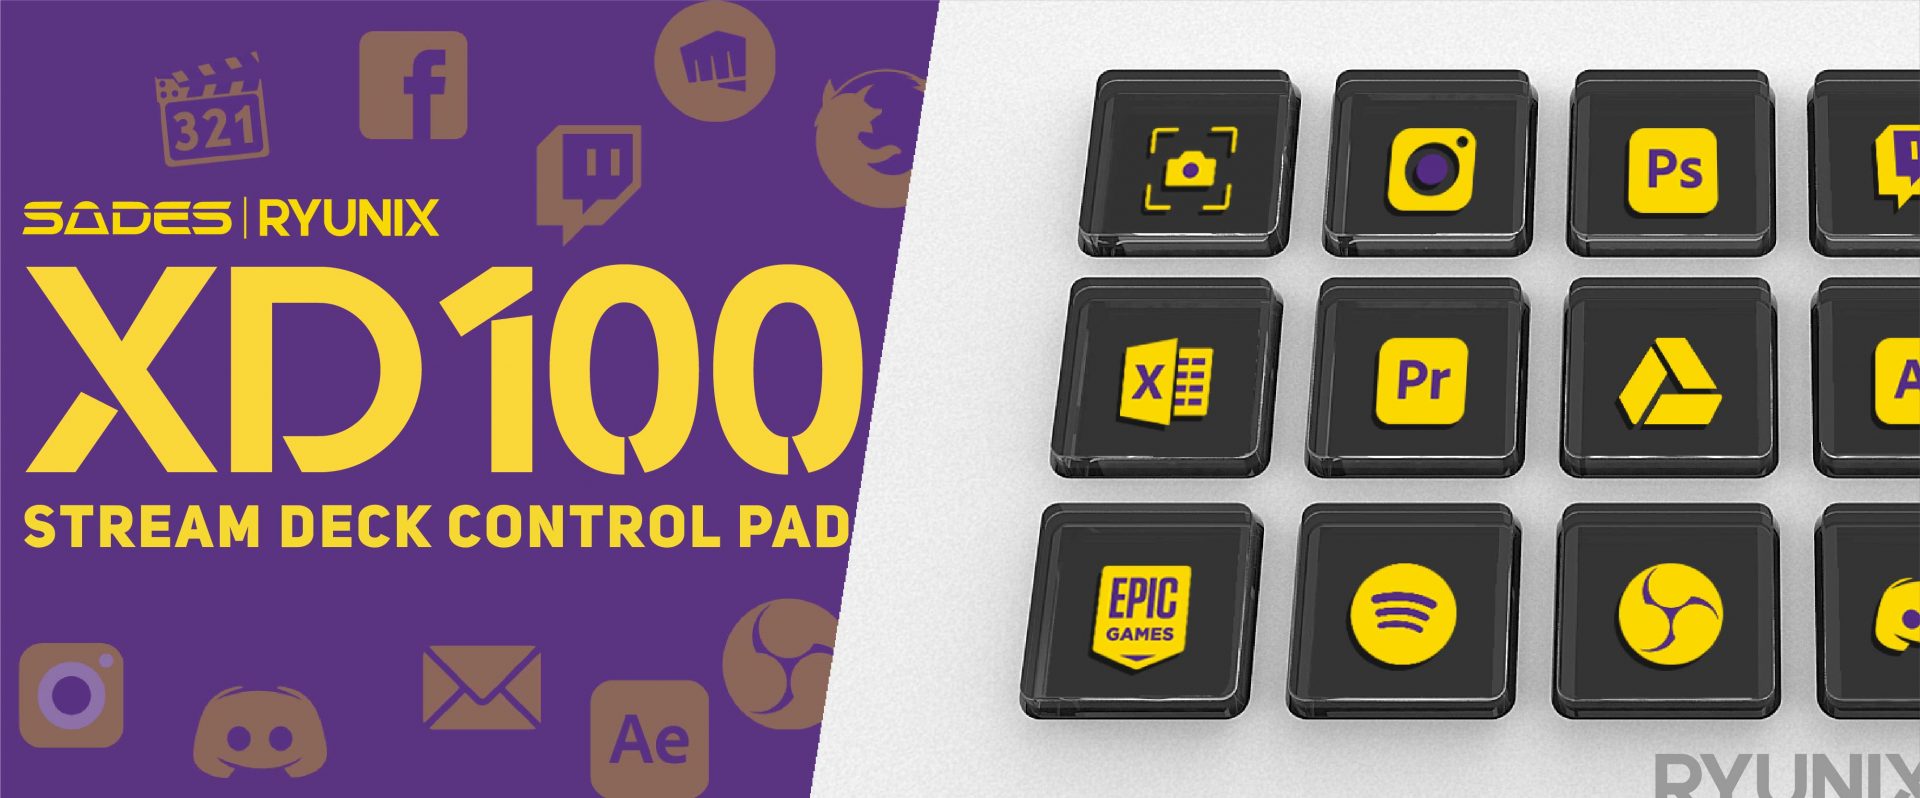 321
SADES | RYUNIX
XD100
STREAM DECK CONTROL PAD
Ae
Ps
X
Pr
A
EPIC
GAMES
RYUNIX